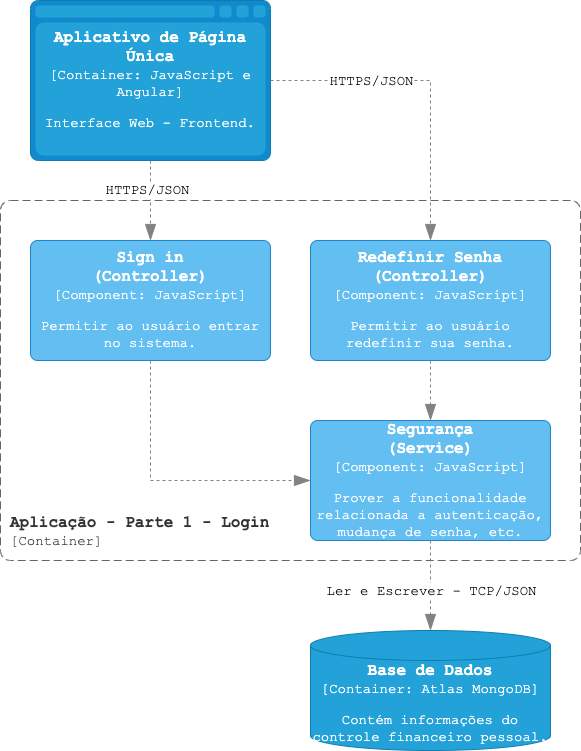 Aplicativo de Página
Única
[Container: JavaScript e
Angular]
Interface Web - Frontend.
HTTPS/JSON
HTTPS/JSON
Sign in
(Controller)
[Component: JavaScript]
Permitir ao usuário entrar
no sistema.
Redefinir Senha
(Controller)
[Component: JavaScript]
Permitir ao usuário
redefinir sua senha.
Segurança
(Service)
[Component: JavaScript]
Prover a funcionalidade
relacionada a autenticação,
mudança de senha, etc.
Aplicação - Parte 1 - Login
[Container]
Ler e Escrever - TCP/JSON
Base de Dados
[Container: Atlas MongoDB]
Contém informações do
controle financeiro pessoal.